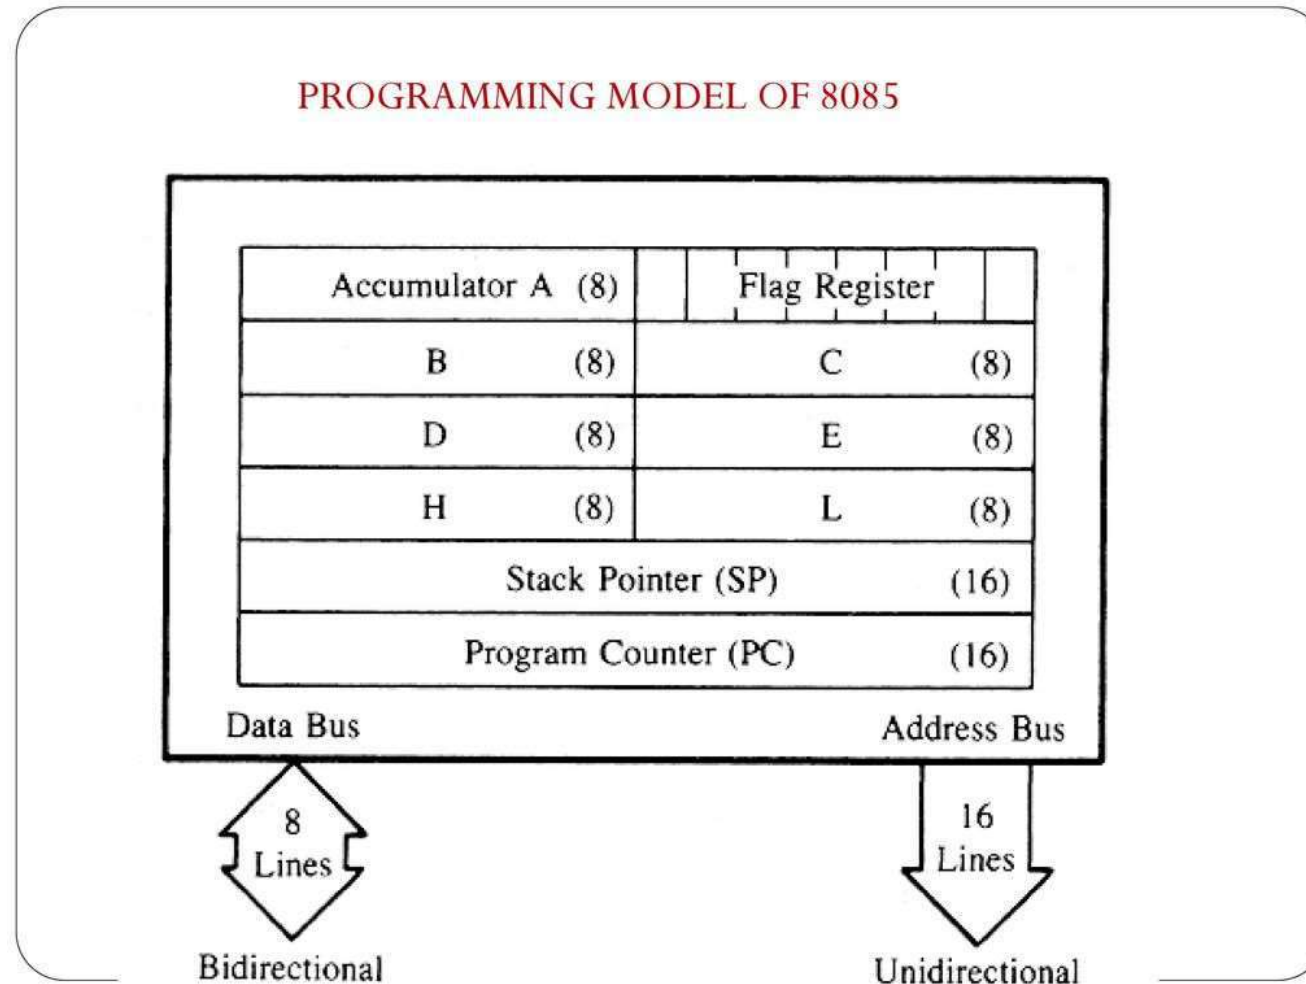 PROGRAMMING MODEL OF 8085
Accumulator A (8) Flag Register
B (8) C (8)
D (8) E (8)
H (8) L (8)
Stack Pointer (SP) (16)
Program Counter (PC) (16)
Data Bus Address Bus
8 Lines
16 Lines
Bidirectional Unidirectional